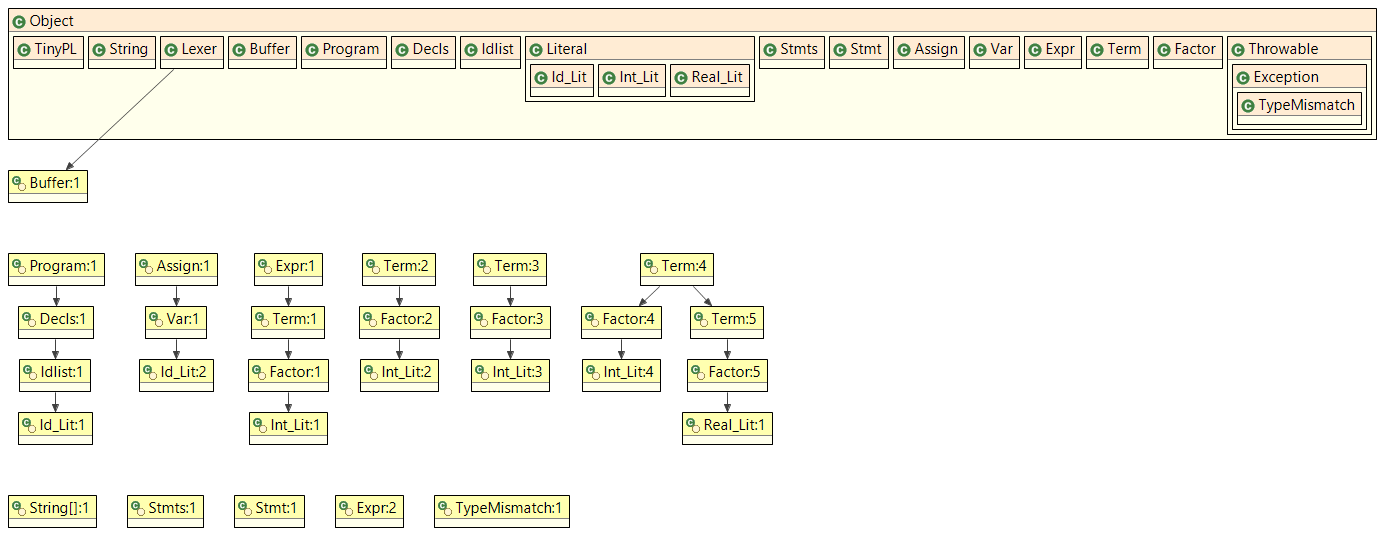 Object
TinyPL String Lexer Buffer Program Decls Idlist Literal Stmts Stmt Assign Var Expr Term Factor Throwable
Id_Lit Int_Lit Real_Lit Exception
TypeMismatch
Buffer:1
Program:1 Assign:1 Expr:1 Term:2 Term:3 Term:4
Decls:1 Var:1 Term:1 Factor:2 Factor:3 Factor:4 Term:5
Idlist:1 Id_Lit:2 Factor:1 Int_Lit:2 Int_Lit:3 Int_Lit:4 Factor:5
Id_Lit:1 Int_Lit:1 Real_Lit:1
String[]:1 Stmts:1 Stmt:1 Expr:2 TypeMismatch:1